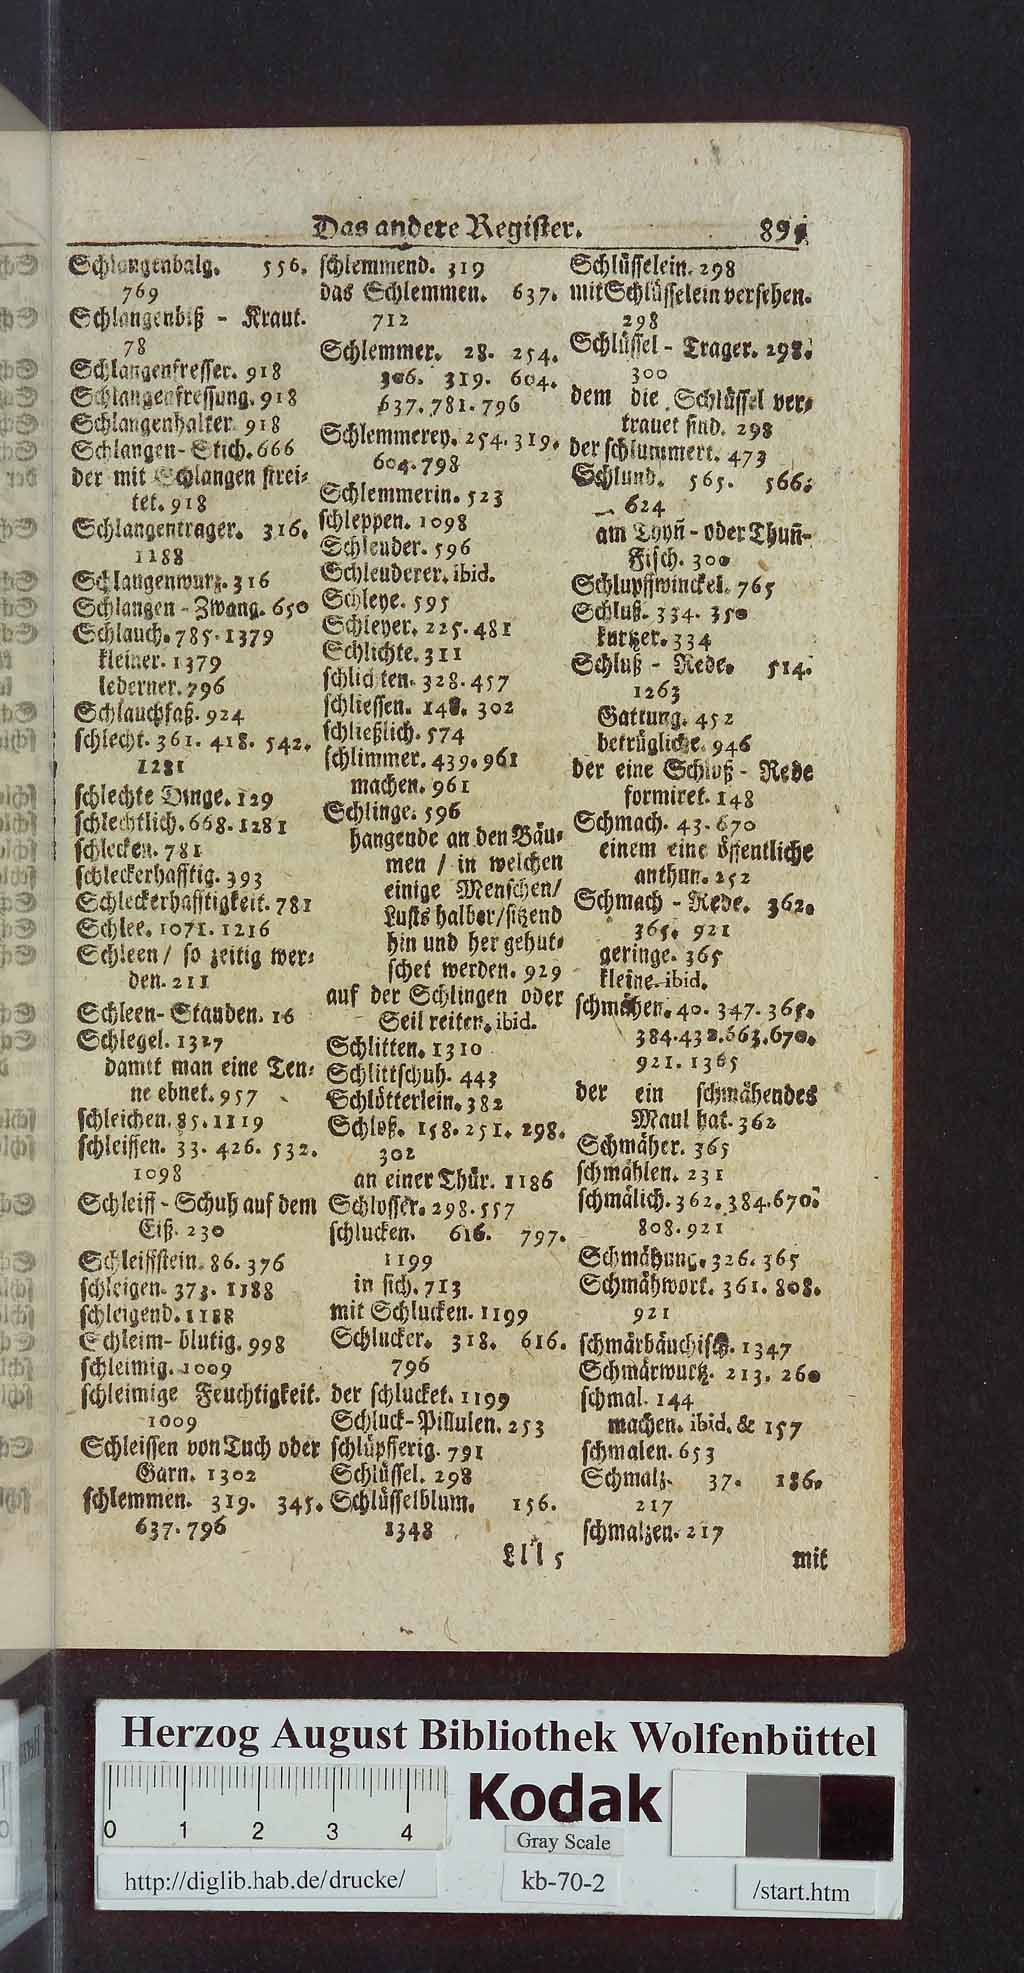 Das andere Register.
Schlangenbalg. 556.
769
Schlangenbiß - Kraut.
78
Schlangenfresser. 918
Schlangenfressung. 918
Schlangenhalter. 918
Schlangen-Stich. 666
der mit Schlangen strei-
tet. 918
Schlangentrager. 316.
1188
Schlangenwurz. 316
Schlangen - Zwang. 650
Schlauch. 785. 1379
kleiner. 1379
lederner. 796
Schlauchfaß. 924
schlecht. 361. 418. 542.
1281
schlechte Dinge. 129
schlechtlich. 668. 1281
schlecken. 781
schleckerhafftig. 393
Schleckerhafftigkeit. 781
Schlee. 1071. 1216
Schleen / so zeitig wer-
den. 211
Schleen-Stauden. 16
Schlegel. 1327
damit man eine Ten-
ne ebnet. 957
schleichen. 85. 1119
schleiffen. 33. 426. 532.
1098
Schleiff - Schuh auf dem
Eiß. 230
Schleiffstein. 86. 376
schleigen. 373. 1188
schleigend. 1188
Schleim-blutig. 998
schleimig. 1009
schleimige Feuchtigkeit.
1009
Schleissen von Tuch oder
Garn. 1302
schlemmen. 319. 345.
637. 796
schlemmend. 319
das Schlemmen. 637.
712
Schlemmer. 28. 254.
306. 319. 604.
637. 781. 796
Schlemmerey. 254. 319.
604. 798
Schlemmerin. 523
schleppen. 1098
Schleuder. 596
Schleuderer. ibid.
Schleye. 595
Schleyer. 225. 481
Schlichte. 311
schlichten. 328. 457
schliessen. 148. 302
schließlich. 574
schlimmer. 439. 961
machen. 961
Schlinge. 596
hangende an den Bäu-
men / in welchen
einige Menschen /
Lusts halber / sitzend
hin und her gehut-
schet werden. 929
auf der Schlingen oder
Seil reiten. ibid.
Schlitten. 1310
Schlittschuh. 443
Schlötterlein. 382
Schloß. 158. 251. 298.
302
an einer Thür. 1186
Schlosser. 298. 557
schlucken. 616. 797.
1199
in sich. 713
mit Schlucken. 1199
Schlucker. 318. 616.
796
der schlucket. 1199
Schluck-Pillulen. 253
schlüpfferig. 791
Schlüssel. 298
Schlüsselblum. 156.
1348
Schlüsselein. 298
mit Schlüsselein versehen.
298
Schlüssel - Trager. 298.
300
dem die Schlüssel ver-
trauet sind. 298
der schlummert. 473
Schlund. 565. 566.
624
am Thyn̄ - oder Thun̄-
Fisch. 300
Schlupffwinckel. 765
Schluß. 334. 350
kurtzer. 334
Schluß - Rede. 514.
1263
Gattung. 452
betrügliche. 946
der eine Schluß - Rede
formiret. 148
Schmach. 43. 670
einem eine öffentliche
anthun. 252
Schmach - Rede. 362.
365. 921
geringe. 365
kleine. ibid.
schmähen. 40. 347. 365.
384. 438. 663. 670.
921. 1365
der ein schmähendes
Maul hat. 362
Schmäher. 365
schmählen. 231
schmälich. 362. 384. 670.
808. 921
Schmähung. 326. 365
Schmähwort. 361. 808.
921
schmärbäuchisch. 1347
Schmärwurtz. 213. 260
schmal. 144
machen. ibid. & 157
schmalen. 653
Schmalz. 37. 186.
217
schmalzen. 217
Lll 5
mit
Herzog August Bibliothek Wolfenbüttel
0 1 2 3 4
Kodak
Gray Scale
http://diglib.hab.de/drucke/
kb-70-2
/start.htm